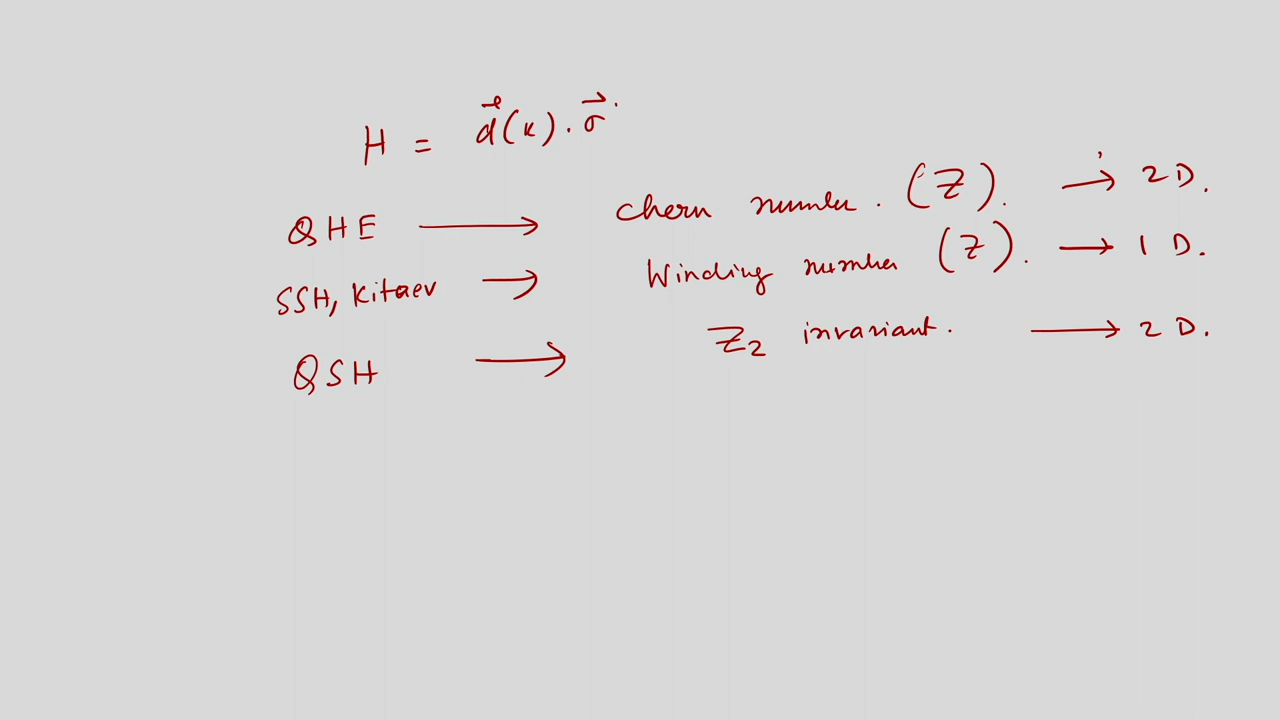 H = d⃗(k) . σ⃗ .
QHE ⟶ Chern number . (Z) . ⟶ 2D.
SSH, Kitaev ⟶ Winding number (Z) . ⟶ 1D.
QSH ⟶ Z₂ invariant . ⟶ 2D.